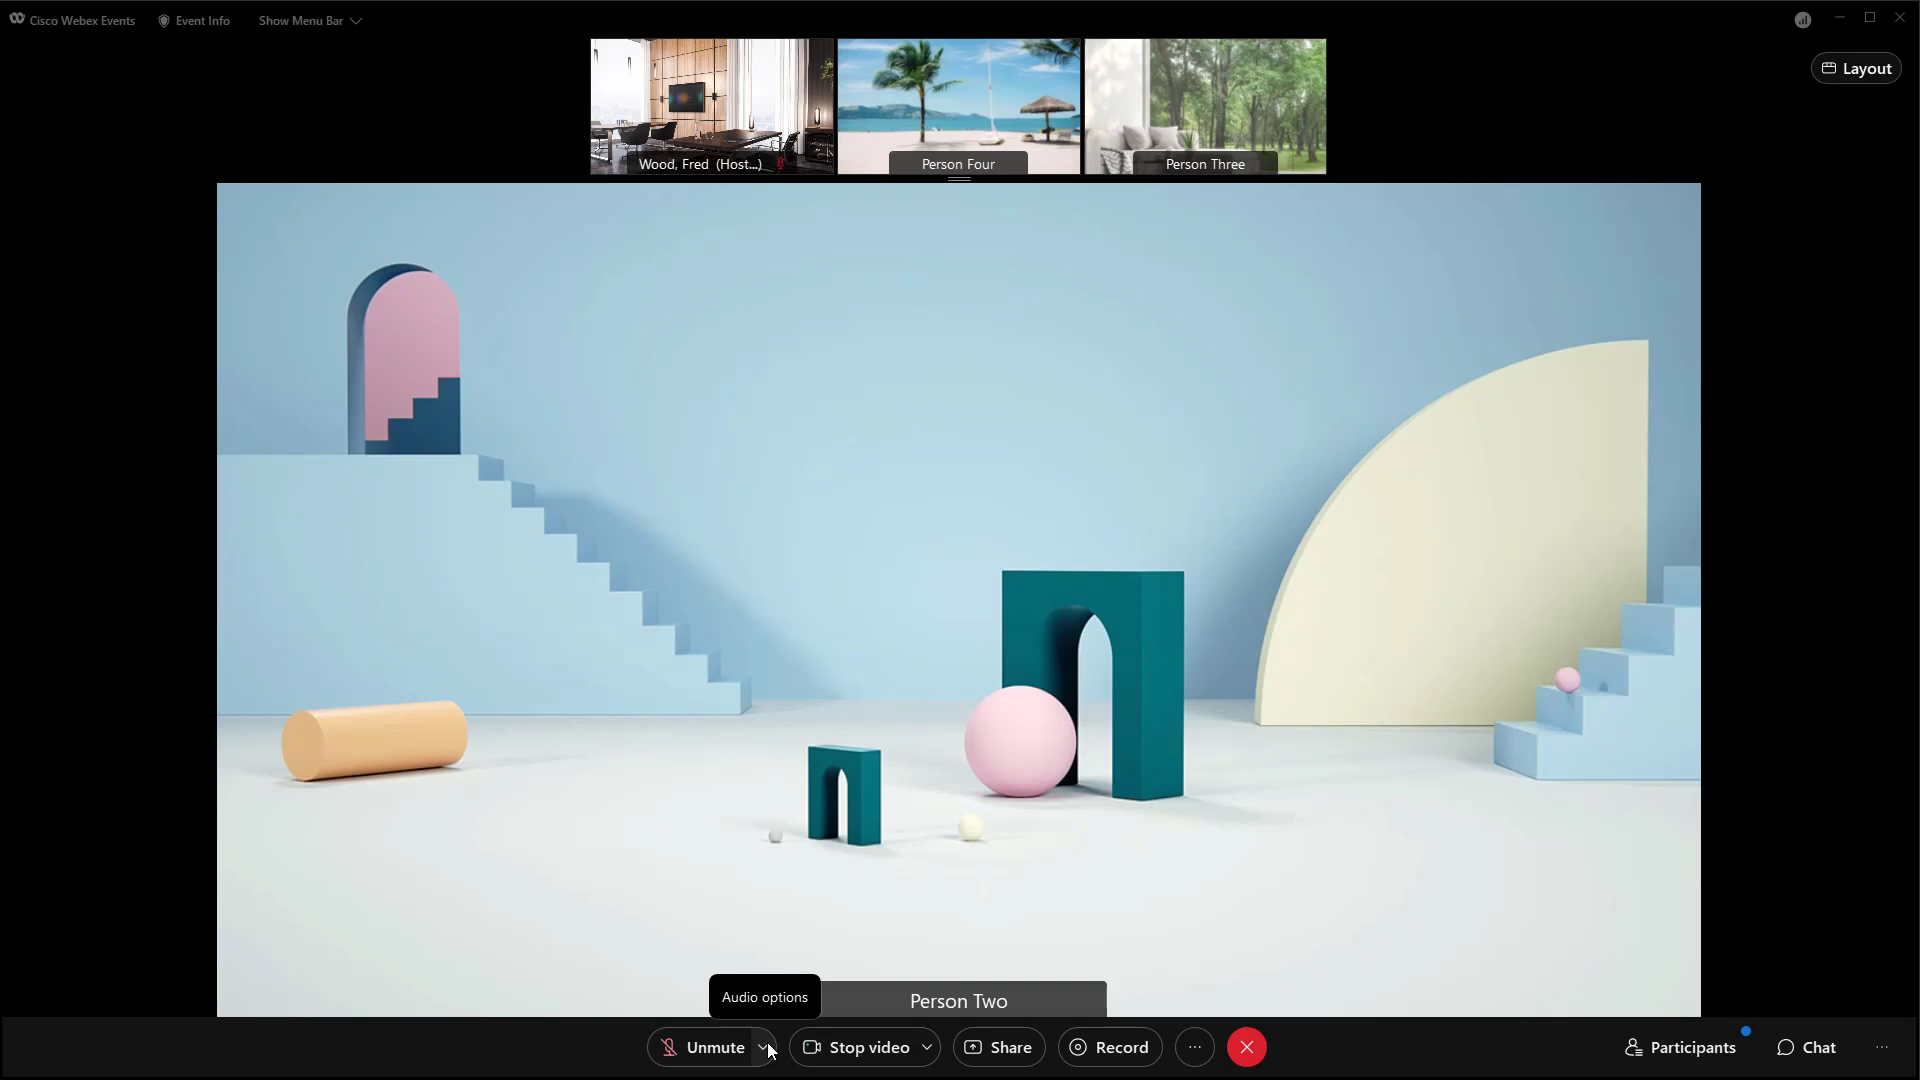 Cisco Webex Events
Event Info
Show Menu Bar
Layout
Wood, Fred (Host...)
Person Four
Person Three
Audio options
Person Two
Unmute
Stop video
Share
Record
Participants
Chat